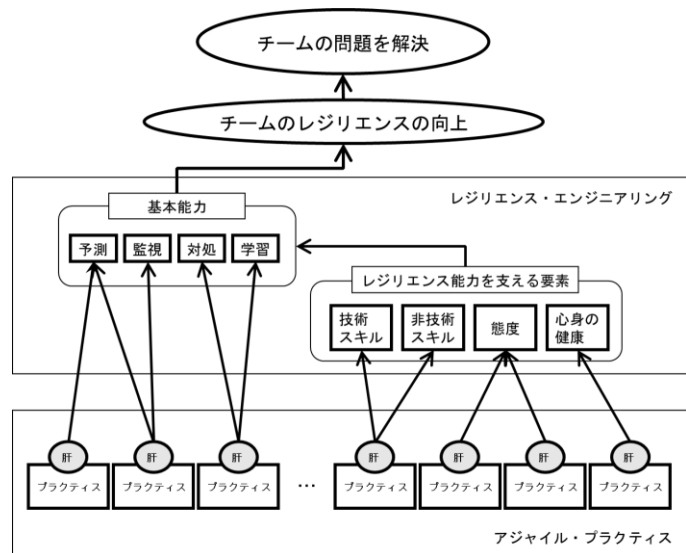 チームの問題を解決
チームのレジリエンスの向上
レジリエンス・エンジニアリング
基本能力
予測
監視
対処
学習
レジリエンス能力を支える要素
技術
スキル
非技術
スキル
態度
心身の
健康
肝
肝
肝
肝
肝
肝
肝
プラクティス
プラクティス
プラクティス
…
プラクティス
プラクティス
プラクティス
プラクティス
アジャイル・プラクティス